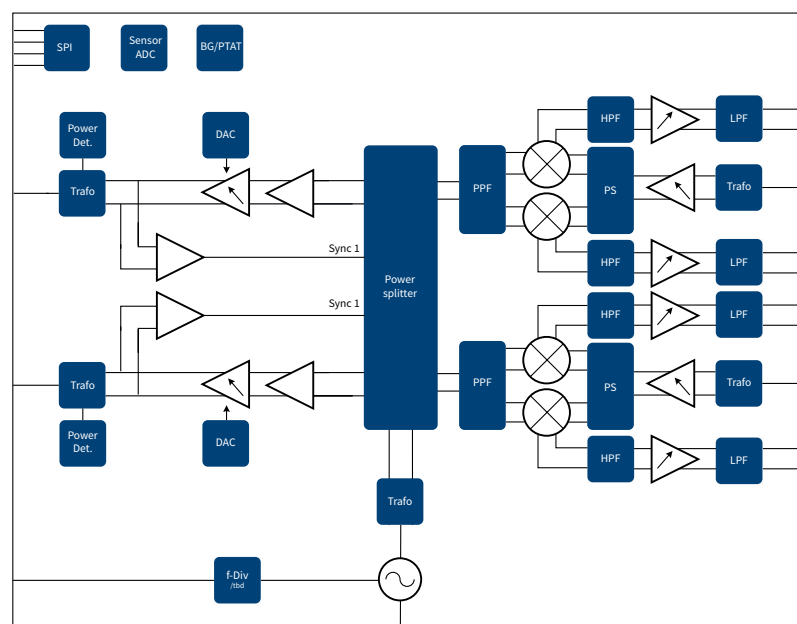 SPI
Sensor
ADC
BG/PTAT
Power
Det.
DAC
HPF
LPF
Trafo
PPF
PS
Trafo
Sync 1
HPF
LPF
Power
splitter
Sync 1
HPF
LPF
Trafo
PPF
PS
Trafo
Power
Det.
DAC
HPF
LPF
Trafo
f-Div
/tbd